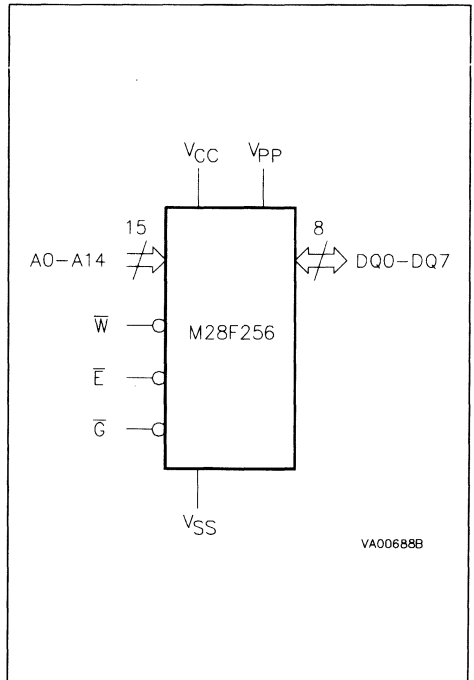 VCC VPP
15 8
A0-A14 DQ0-DQ7
W̅ M28F256
E̅
G̅
VSS
VA00688B